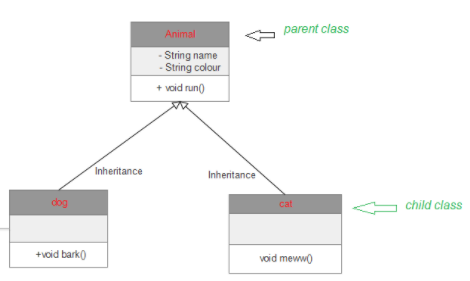 Animal
parent class
- String name
- String colour
+ void run()
Inheritance
Inheritance
dog
cat
child class
+void bark()
void meww()